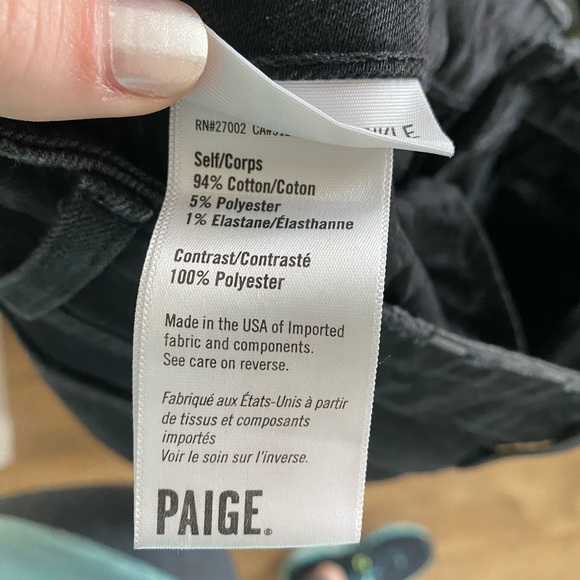 RN#27002
Self/Corps
94% Cotton/Coton
5% Polyester
1% Elastane/Élasthanne
Contrast/Contrasté
100% Polyester
Made in the USA of Imported
fabric and components.
See care on reverse.
Fabriqué aux États-Unis à partir
de tissus et composants
importés
Voir le soin sur l'inverse.
PAIGE®